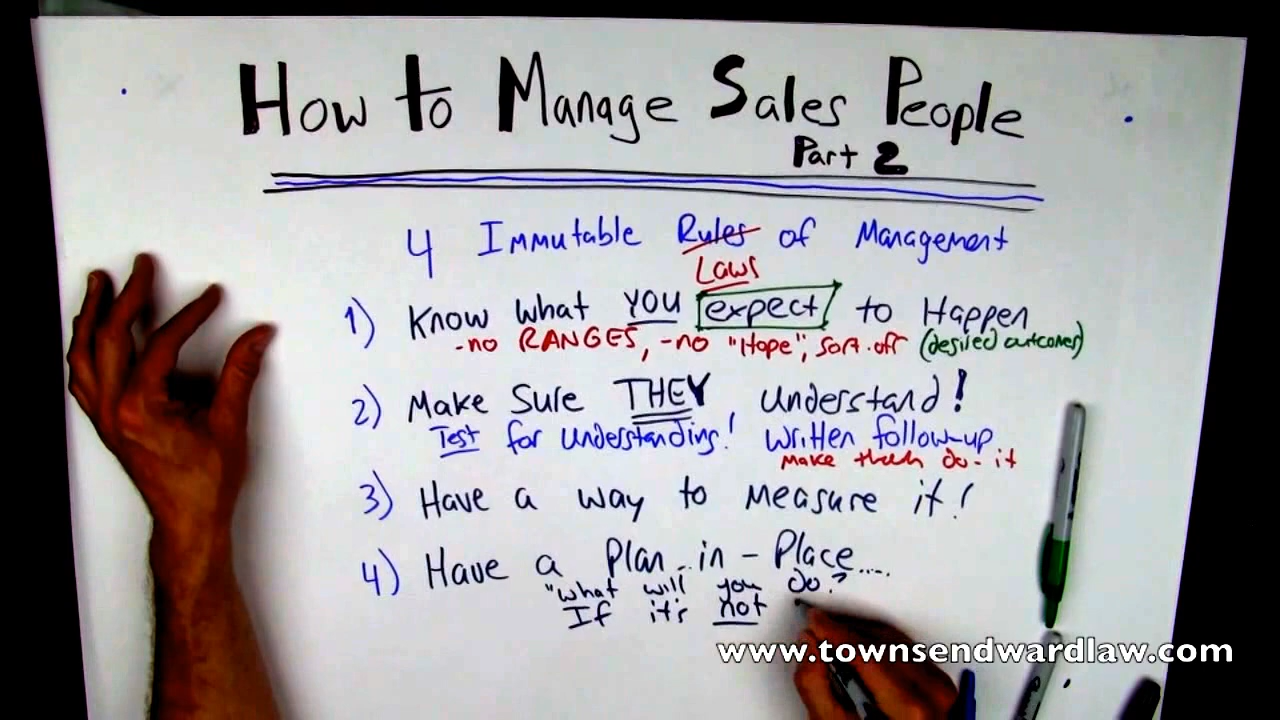 How to Manage Sales People
Part 2
4 Immutable Rules of Management
Laws
1) Know what YOU expect to Happen
-no RANGES, -no "Hope", sort-off (desired outcomes)
2) Make Sure THEY understand!
Test for understanding! written follow-up
make them do-it
3) Have a way to measure it!
4) Have a Plan-in-Place....
"what will you do?
If it's not
www.townsendwardlaw.com